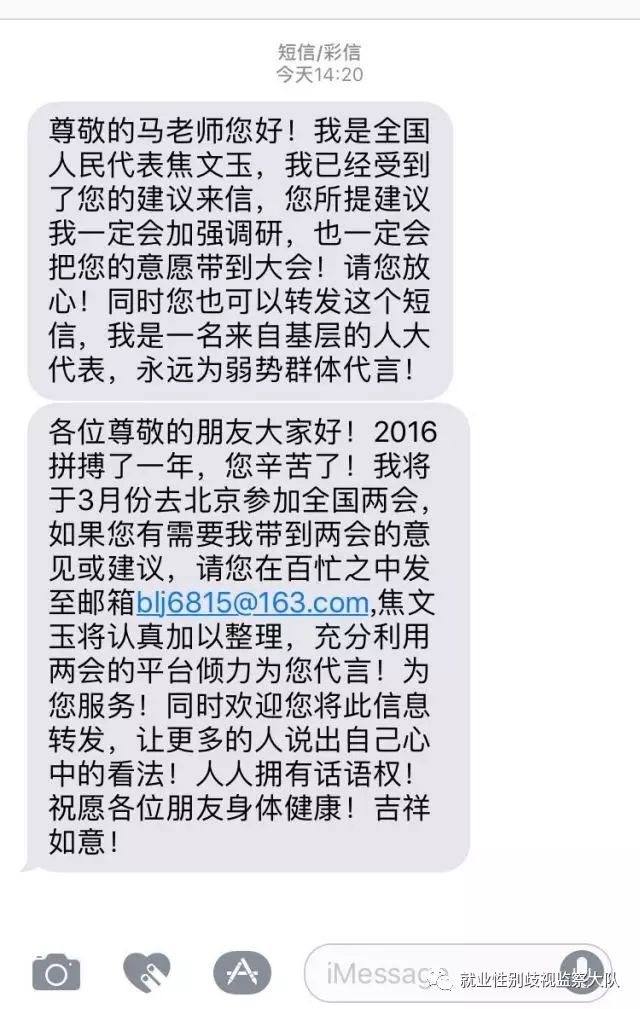 短信/彩信
今天14:20
尊敬的马老师您好！我是全国
人民代表焦文玉，我已经受到
了您的建议来信，您所提建议
我一定会加强调研，也一定会
把您的意愿带到大会！请您放
心！同时您也可以转发这个短
信，我是一名来自基层的人大
代表，永远为弱势群体代言！
各位尊敬的朋友大家好！2016
拼搏了一年，您辛苦了！我将
于3月份去北京参加全国两会，
如果您有需要我带到两会的意
见或建议，请您在百忙之中发
至邮箱blj6815@163.com,焦文
玉将认真加以整理，充分利用
两会的平台倾力为您代言！为
您服务！同时欢迎您将此信息
转发，让更多的人说出自己心
中的看法！人人拥有话语权！
祝愿各位朋友身体健康！吉祥
如意！
iMessage
就业性别歧视监察大队